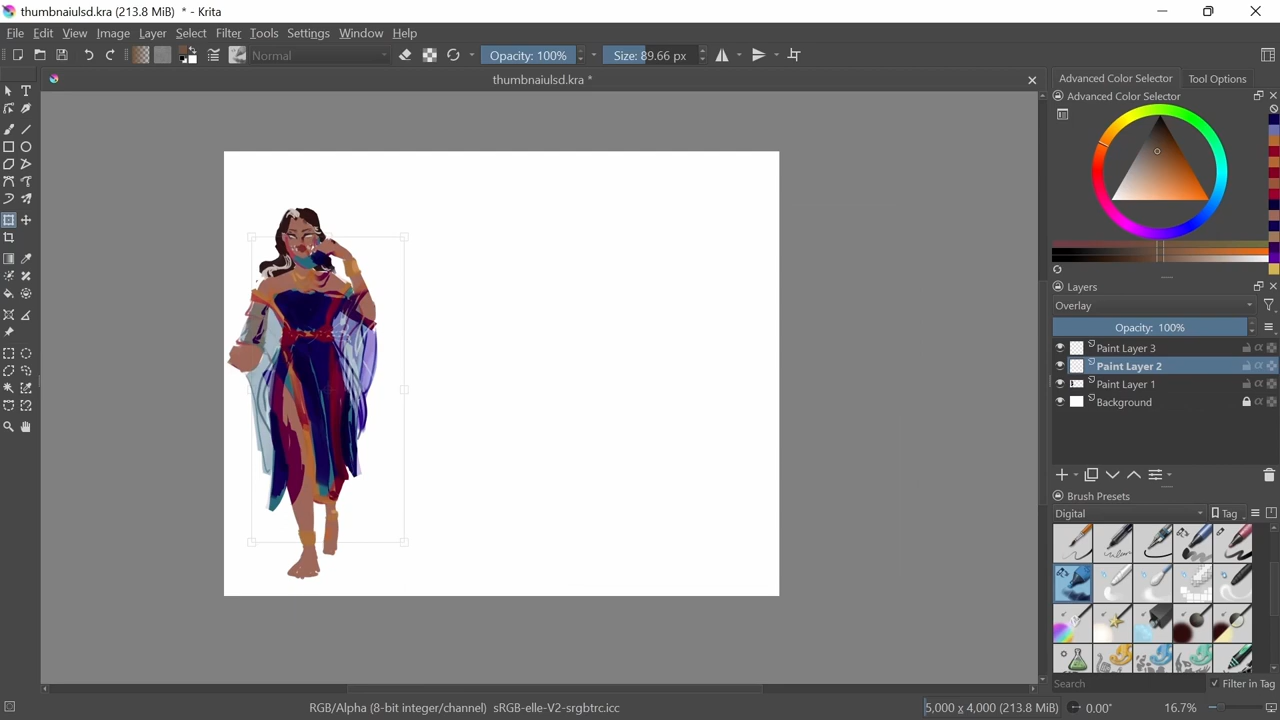 thumbnaiulsd.kra (213.8 MiB) * - Krita
File Edit View Image Layer Select Filter Tools Settings Window Help
Normal Opacity: 100% Size: 89.66 px
thumbnaiulsd.kra *
Advanced Color Selector Tool Options
Advanced Color Selector
Layers
Overlay
Opacity: 100%
Paint Layer 3
Paint Layer 2
Paint Layer 1
Background
Brush Presets
Digital Tag
Search Filter in Tag
RGB/Alpha (8-bit integer/channel) sRGB-elle-V2-srgbtrc.icc 5,000 x 4,000 (213.8 MiB) 0.00° 16.7%